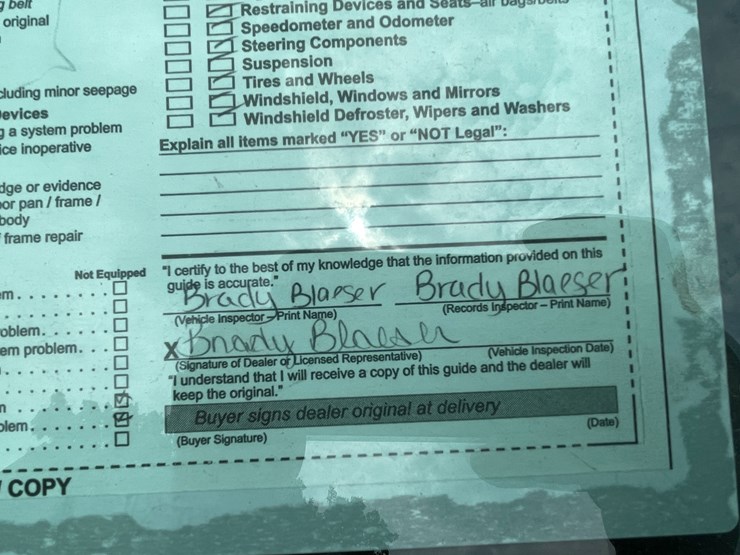 g belt
original
cluding minor seepage
evices
g a system problem
ice inoperative
dge or evidence
or pan / frame /
body
frame repair
Not Equipped
em.
oblem.
em problem.
n
olem.
COPY
Restraining Devices and Seats–air bags/belts
Speedometer and Odometer
Steering Components
Suspension
Tires and Wheels
Windshield, Windows and Mirrors
Windshield Defroster, Wipers and Washers
Explain all items marked “YES” or “NOT Legal”:
"I certify to the best of my knowledge that the information provided on this
guide is accurate."
Brady Blaeser Brady Blaeser
(Vehicle Inspector – Print Name) (Records Inspector – Print Name)
X Brady Blaeser
(Signature of Dealer or Licensed Representative) (Vehicle Inspection Date)
"I understand that I will receive a copy of this guide and the dealer will
keep the original."
Buyer signs dealer original at delivery
(Buyer Signature) (Date)